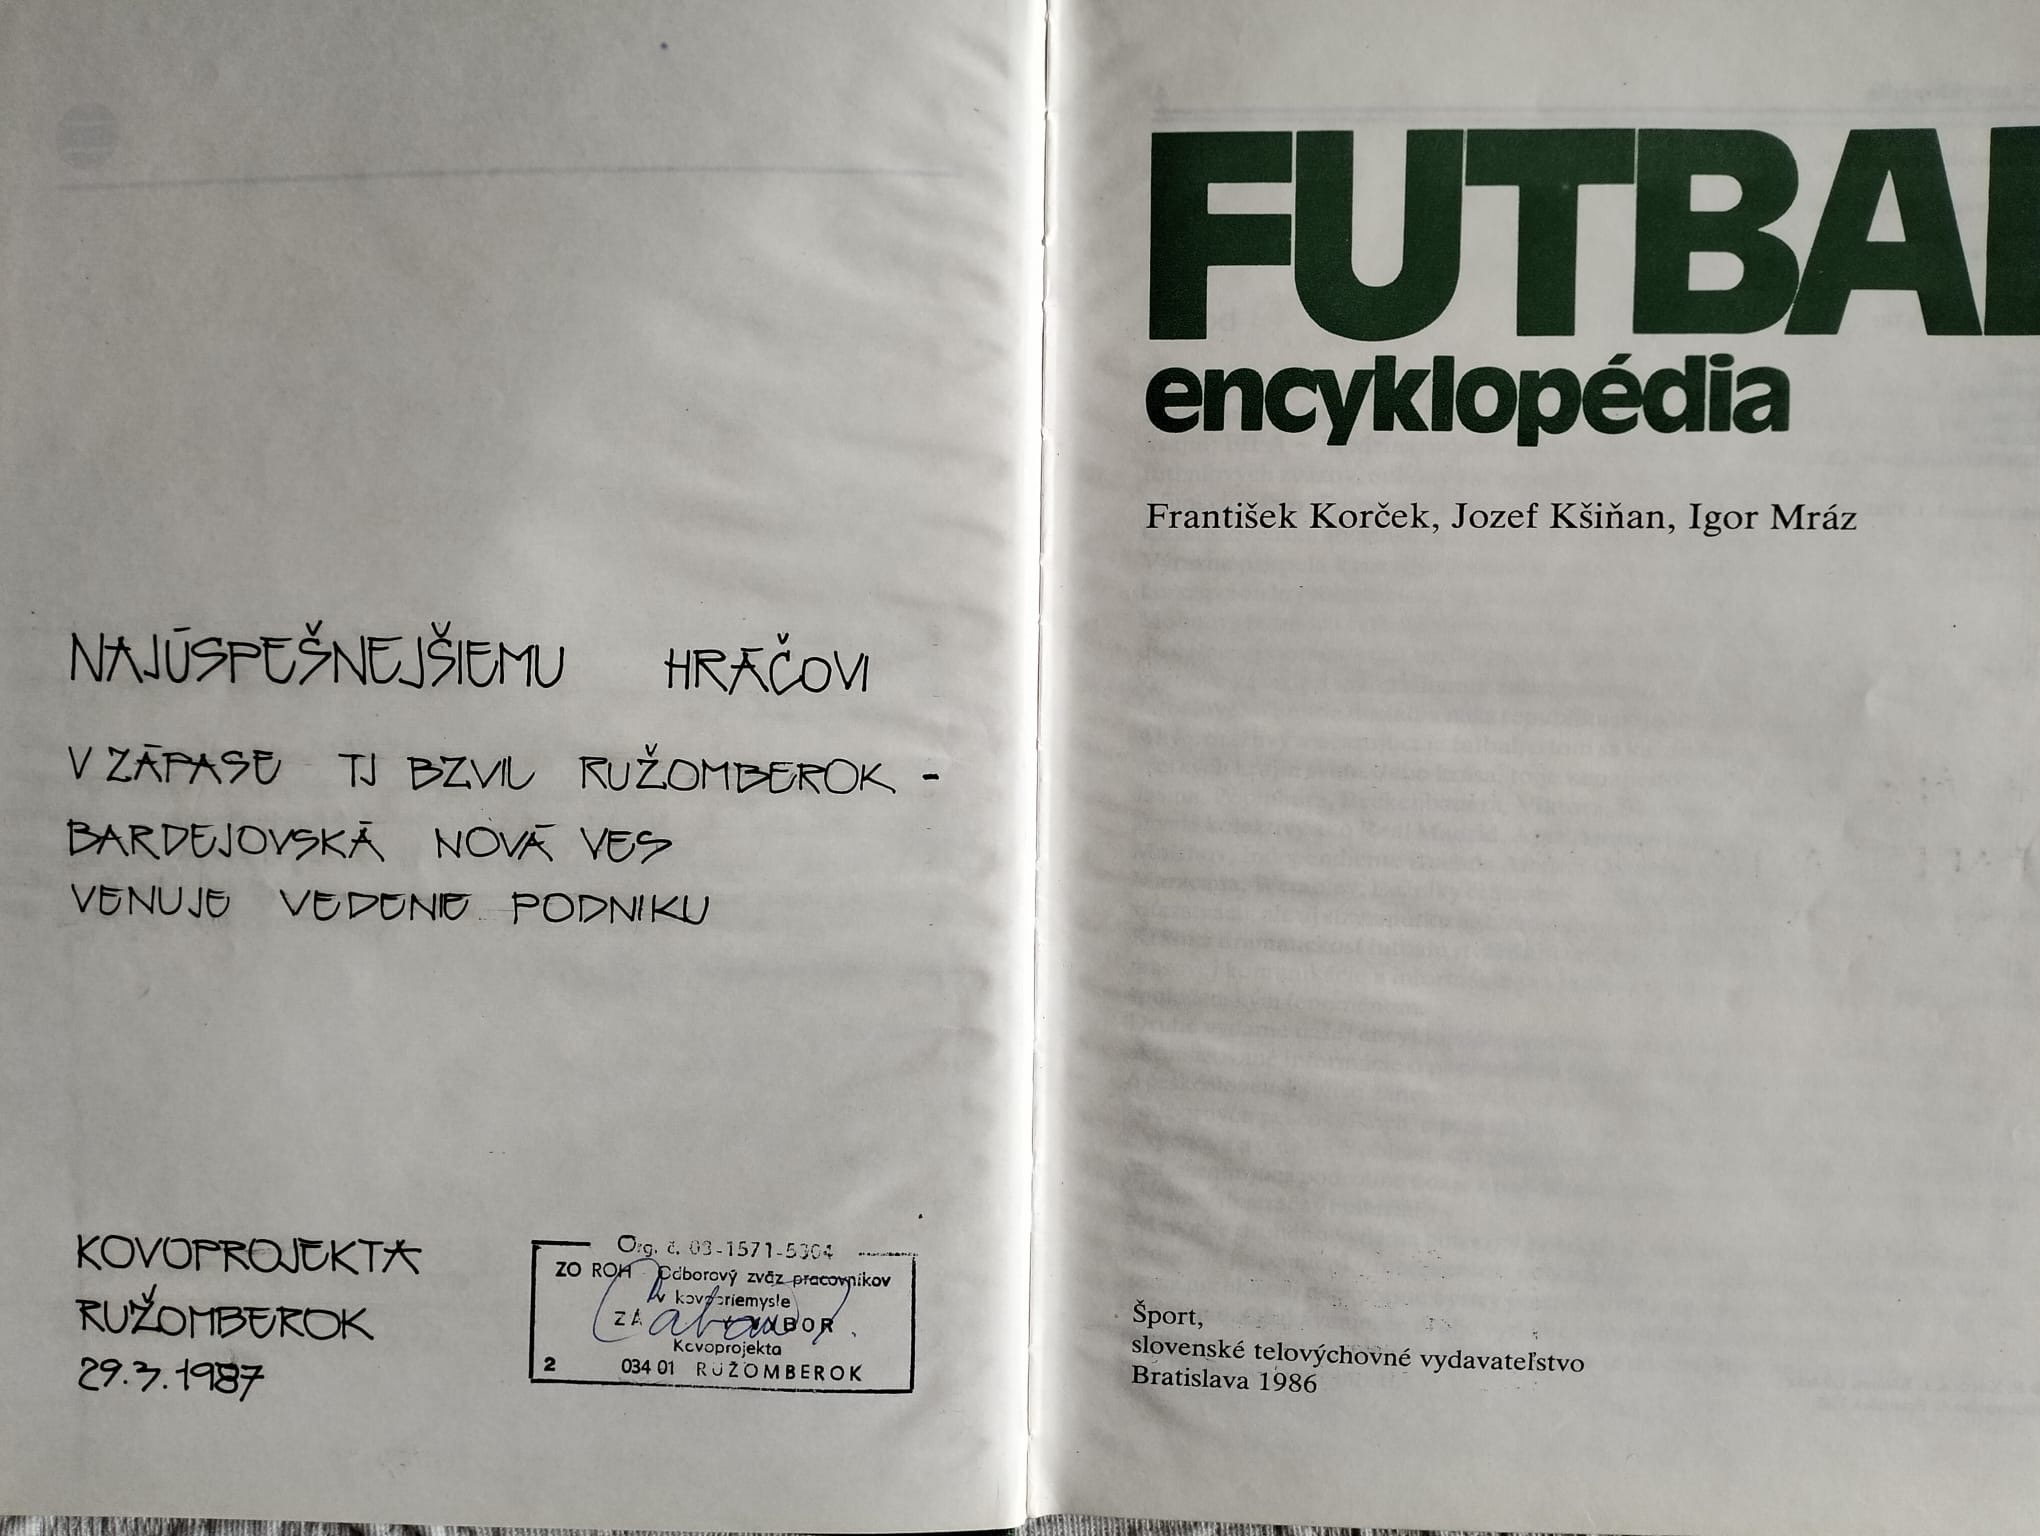 NAJÚSPEŠNEJŠIEMU HRÁČOVI
V ZÁPASE TJ BZVIL RUŽOMBEROK -
BARDEJOVSKÁ NOVÁ VES
VENUJE VEDENIE PODNIKU
KOVOPROJEKTA
RUŽOMBEROK
29.3.1987
Org. č. 03-1571-5304
ZO ROH Odborový zväz pracovníkov
v kovopriemysle
VÝBOR
Kovoprojekta
2 034 01 RUŽOMBEROK
FUTBAL
encyklopédia
František Korček, Jozef Kšiňan, Igor Mráz
Šport,
slovenské telovýchovné vydavateľstvo
Bratislava 1986